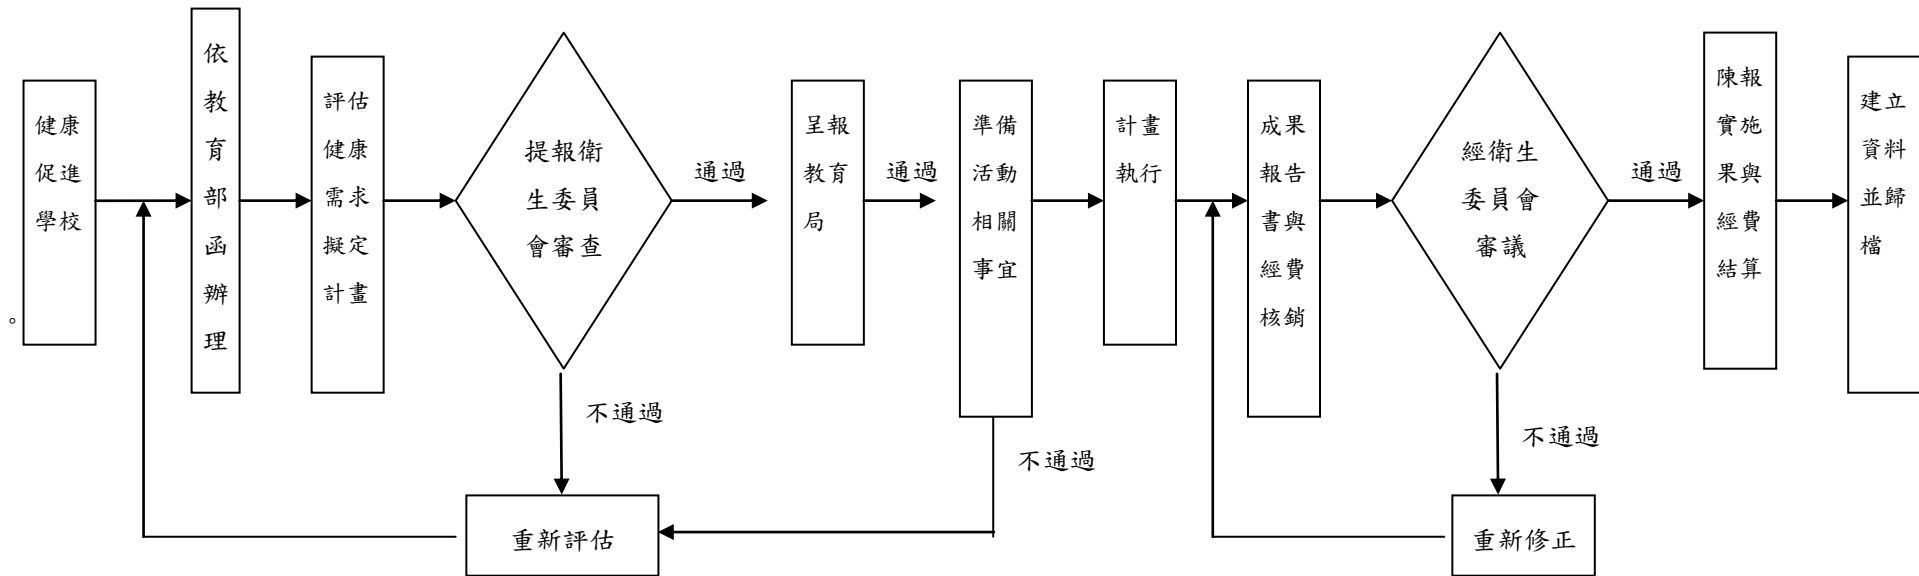 健康
促進
學校
。
依
教
育
部
函
辦
理
評估
健康
需求
擬定
計畫
提報衛
生委員
會審查
通過
不通過
重新評估
呈報
教育
局
通過
準備
活動
相關
事宜
不通過
計畫
執行
成果
報告
書與
經費
核銷
經衛生
委員會
審議
通過
不通過
重新修正
陳報
實施
果與
經費
結算
建立
資料
並歸
檔